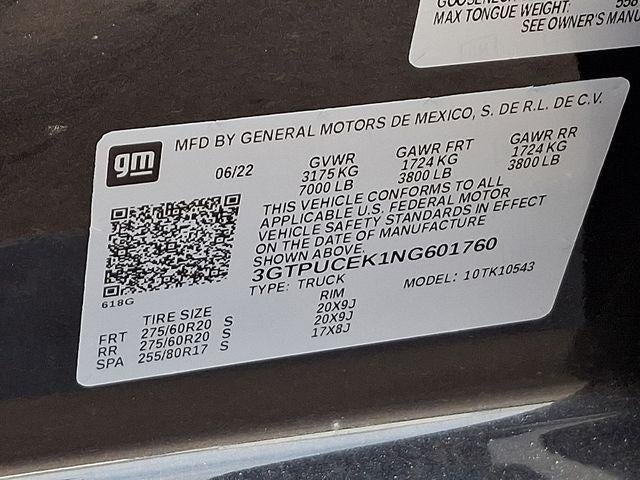 558
MAX TONGUE WEIGHT:
SEE OWNER'S MANU
gm
MFD BY GENERAL MOTORS DE MEXICO, S. DE R.L. DE C.V.
06/22 GVWR GAWR FRT GAWR RR
3175 KG 1724 KG 1724 KG
7000 LB 3800 LB 3800 LB
THIS VEHICLE CONFORMS TO ALL
APPLICABLE U.S. FEDERAL MOTOR
VEHICLE SAFETY STANDARDS IN EFFECT
ON THE DATE OF MANUFACTURE
SHOWN ABOVE.
3GTPUCEK1NG601760
TYPE: TRUCK MODEL: 10TK10543
618G
TIRE SIZE RIM
FRT 275/60R20 S 20X9J
RR 275/60R20 S 20X9J
SPA 255/80R17 S 17X8J